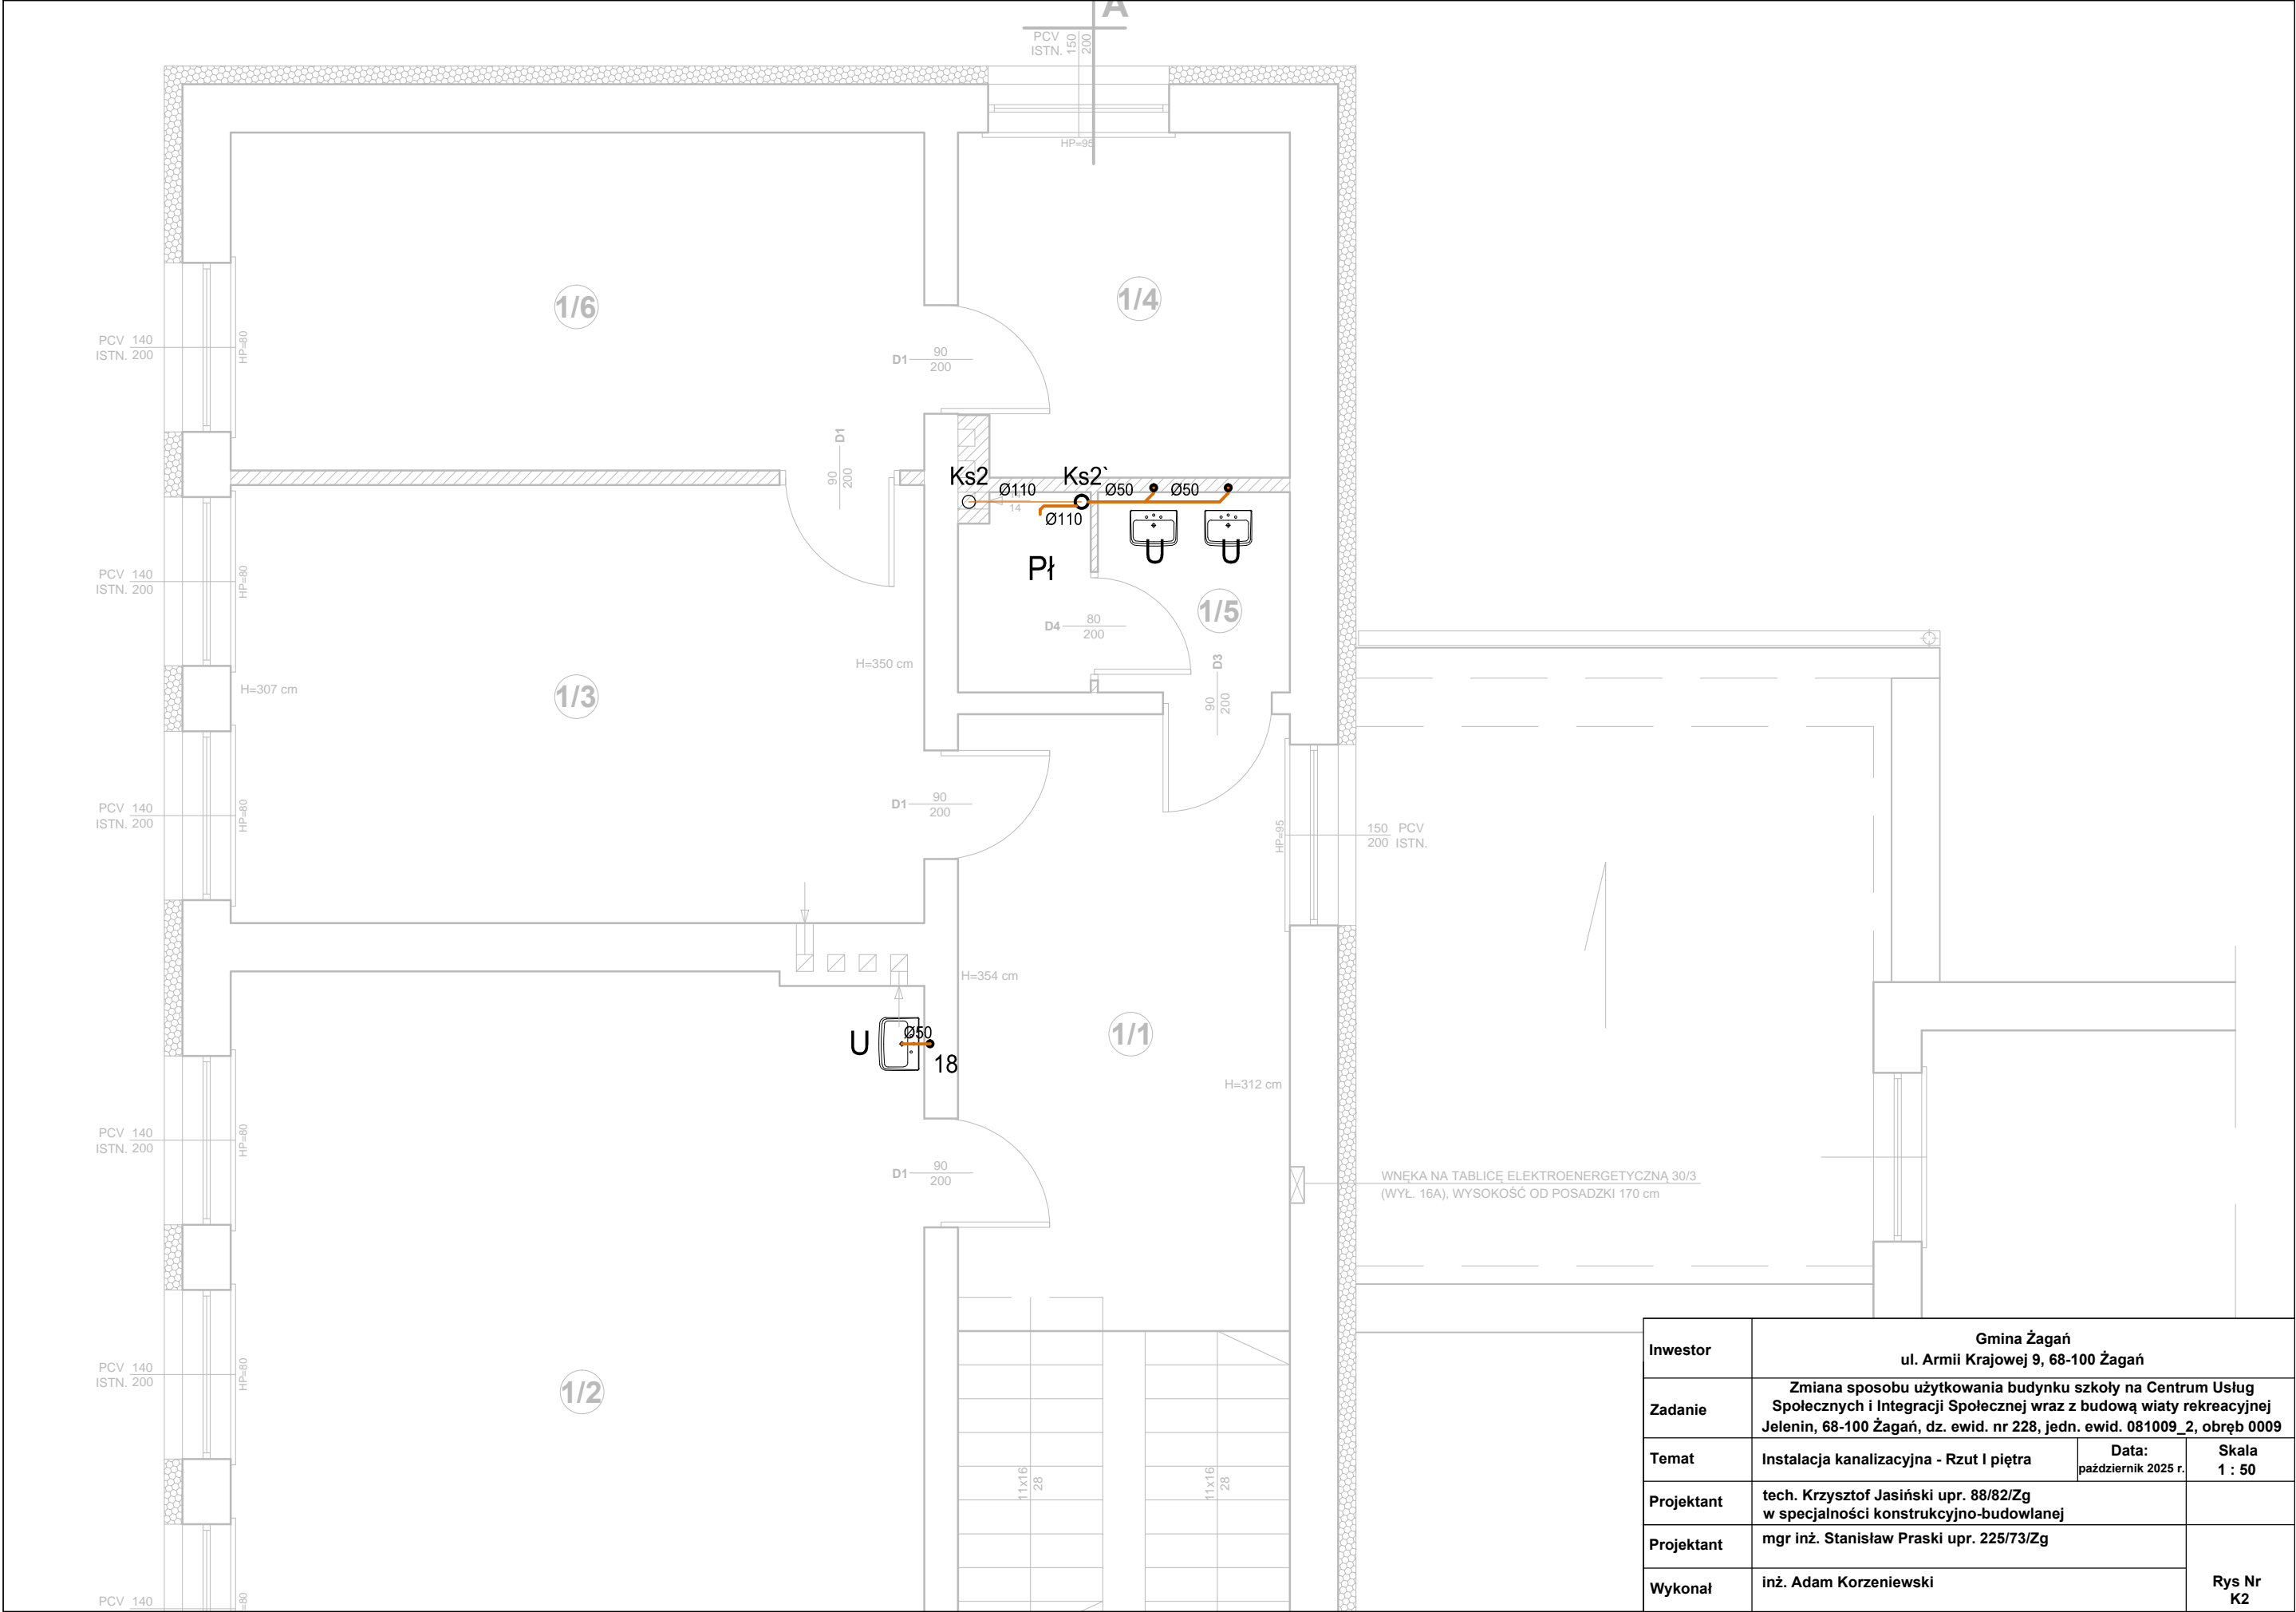 A
PCV 150
ISTN. 200
HP=95
1/6
1/4
PCV 140
ISTN. 200
HP=80
D1 90
200
D1 90
200
Ks2
Ks2`
Ø110
Ø50
Ø50
14
Ø110
U
U
Pł
PCV 140
ISTN. 200
HP=80
1/5
D4 80
200
H=350 cm
D3 90
200
H=307 cm
1/3
PCV 140
ISTN. 200
HP=80
D1 90
200
HP=95
150 PCV
200 ISTN.
H=354 cm
U
Ø50
18
1/1
H=312 cm
PCV 140
ISTN. 200
HP=80
D1 90
200
WNĘKA NA TABLICĘ ELEKTROENERGETYCZNĄ 30/3
(WYŁ. 16A), WYSOKOŚĆ OD POSADZKI 170 cm
PCV 140
ISTN. 200
HP=80
1/2
11x16
28
11x16
28
PCV 140
=80
Inwestor
Gmina Żagań
ul. Armii Krajowej 9, 68-100 Żagań
Zadanie
Zmiana sposobu użytkowania budynku szkoły na Centrum Usług
Społecznych i Integracji Społecznej wraz z budową wiaty rekreacyjnej
Jelenin, 68-100 Żagań, dz. ewid. nr 228, jedn. ewid. 081009_2, obręb 0009
Temat
Instalacja kanalizacyjna - Rzut I piętra
Data:
październik 2025 r.
Skala
1 : 50
Projektant
tech. Krzysztof Jasiński upr. 88/82/Zg
w specjalności konstrukcyjno-budowlanej
Projektant
mgr inż. Stanisław Praski upr. 225/73/Zg
Wykonał
inż. Adam Korzeniewski
Rys Nr
K2